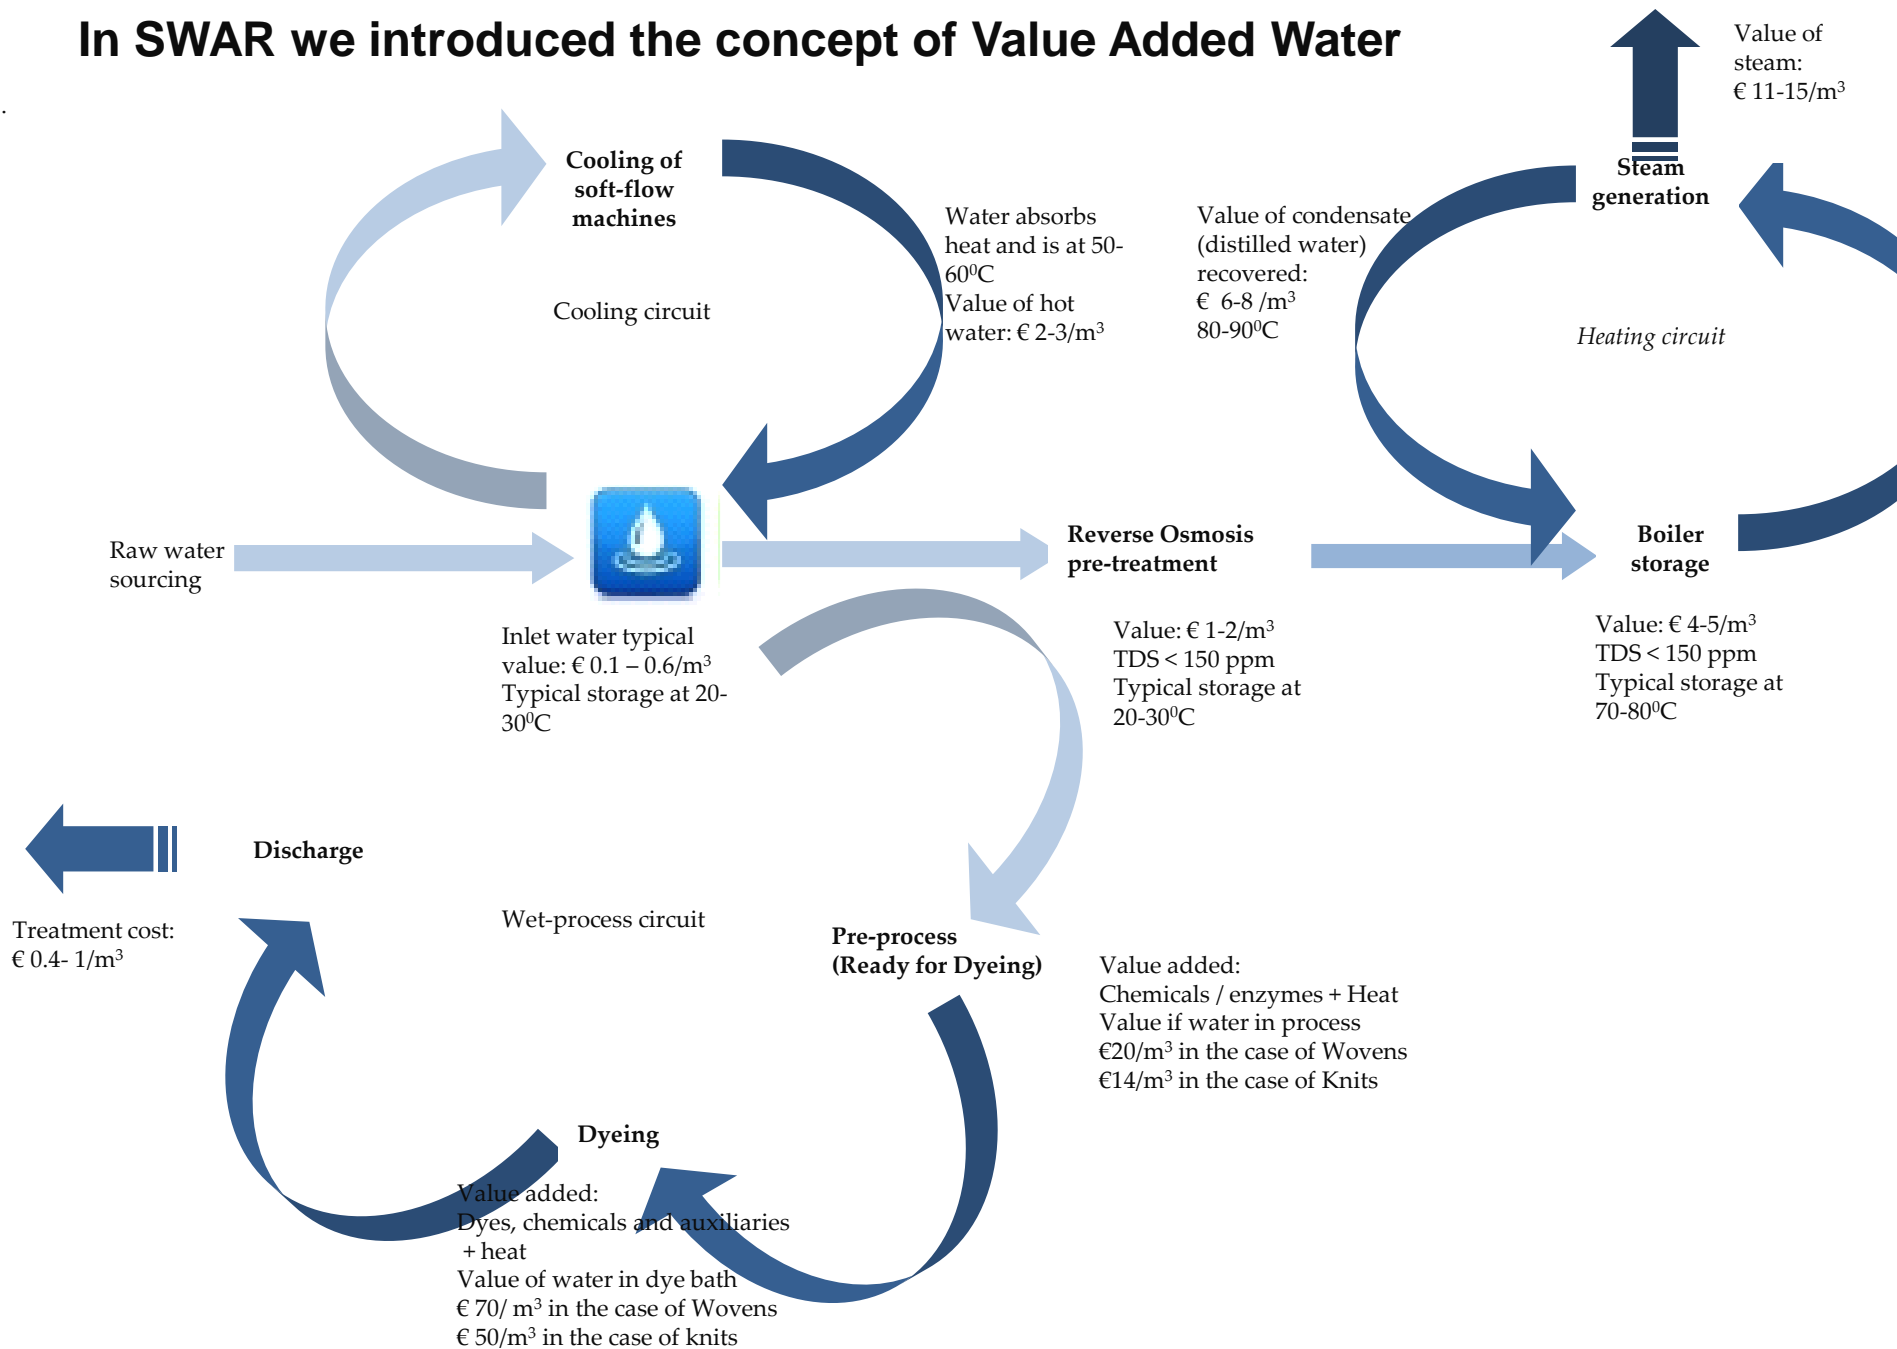 In SWAR we introduced the concept of Value Added Water
.
Value of
steam:
€ 11-15/m³
Cooling of
soft-flow
machines
Cooling circuit
Water absorbs
heat and is at 50-
60⁰C
Value of hot
water: € 2-3/m³
Value of condensate
(distilled water)
recovered:
€  6-8 /m³
80-90⁰C
Steam
generation
Heating circuit
Raw water
sourcing
Reverse Osmosis
pre-treatment
Boiler
storage
Inlet water typical
value: € 0.1 – 0.6/m³
Typical storage at 20-
30⁰C
Value: € 1-2/m³
TDS < 150 ppm
Typical storage at
20-30⁰C
Value: € 4-5/m³
TDS < 150 ppm
Typical storage at
70-80⁰C
Discharge
Treatment cost:
€ 0.4- 1/m³
Wet-process circuit
Pre-process
(Ready for Dyeing)
Value added:
Chemicals / enzymes + Heat
Value if water in process
€20/m³ in the case of Wovens
€14/m³ in the case of Knits
Dyeing
Value added:
Dyes, chemicals and auxiliaries
+ heat
Value of water in dye bath
€ 70/ m³ in the case of Wovens
€ 50/m³ in the case of knits